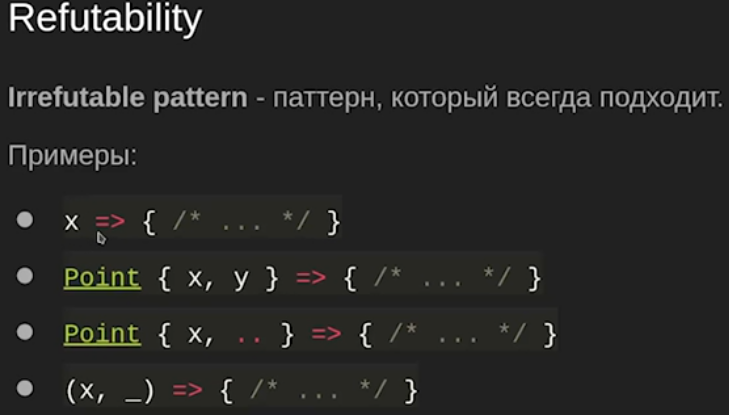 Refutability
Irrefutable pattern - паттерн, который всегда подходит.
Примеры:
x => { /* ... */ }
Point { x, y } => { /* ... */ }
Point { x, .. } => { /* ... */ }
(x, _) => { /* ... */ }